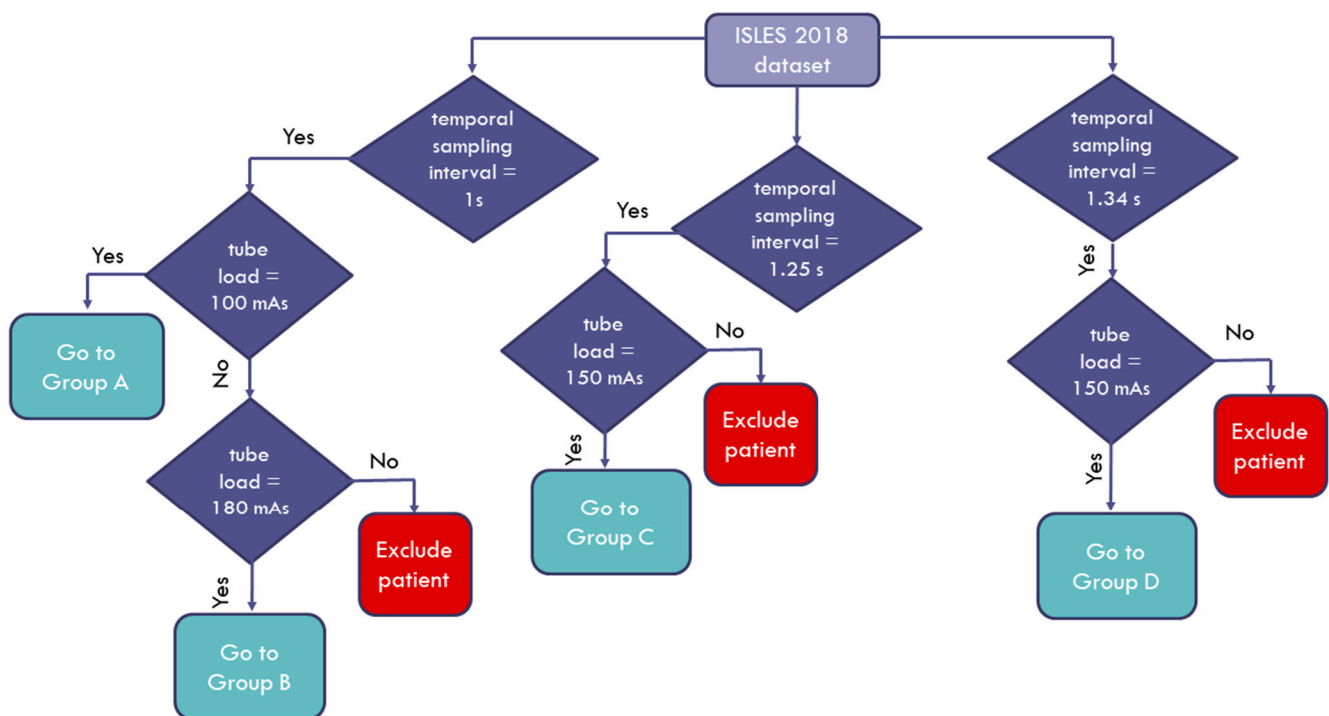 ISLES 2018
dataset
temporal
sampling
interval =
1s
Yes
tube
load =
100 mAs
Yes
Go to
Group A
No
tube
load =
180 mAs
No
Exclude
patient
Yes
Go to
Group B
temporal
sampling
interval =
1.25 s
Yes
tube
load =
150 mAs
No
Exclude
patient
Yes
Go to
Group C
temporal
sampling
interval =
1.34 s
Yes
tube
load =
150 mAs
No
Exclude
patient
Yes
Go to
Group D